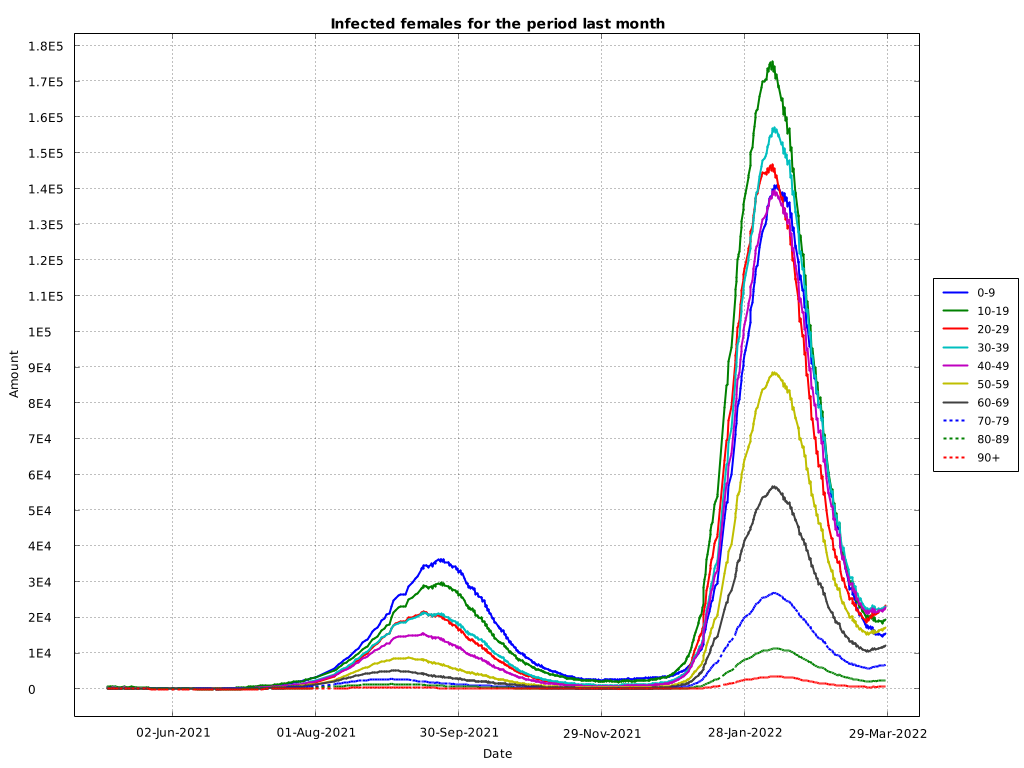 Infected females for the period last month
1.8E5
1.7E5
1.6E5
1.5E5
1.4E5
1.3E5
1.2E5
1.1E5
1E5
9E4
8E4
7E4
6E4
5E4
4E4
3E4
2E4
1E4
0
Amount
02-Jun-2021 01-Aug-2021 30-Sep-2021 29-Nov-2021 28-Jan-2022 29-Mar-2022
Date
0-9
10-19
20-29
30-39
40-49
50-59
60-69
70-79
80-89
90+